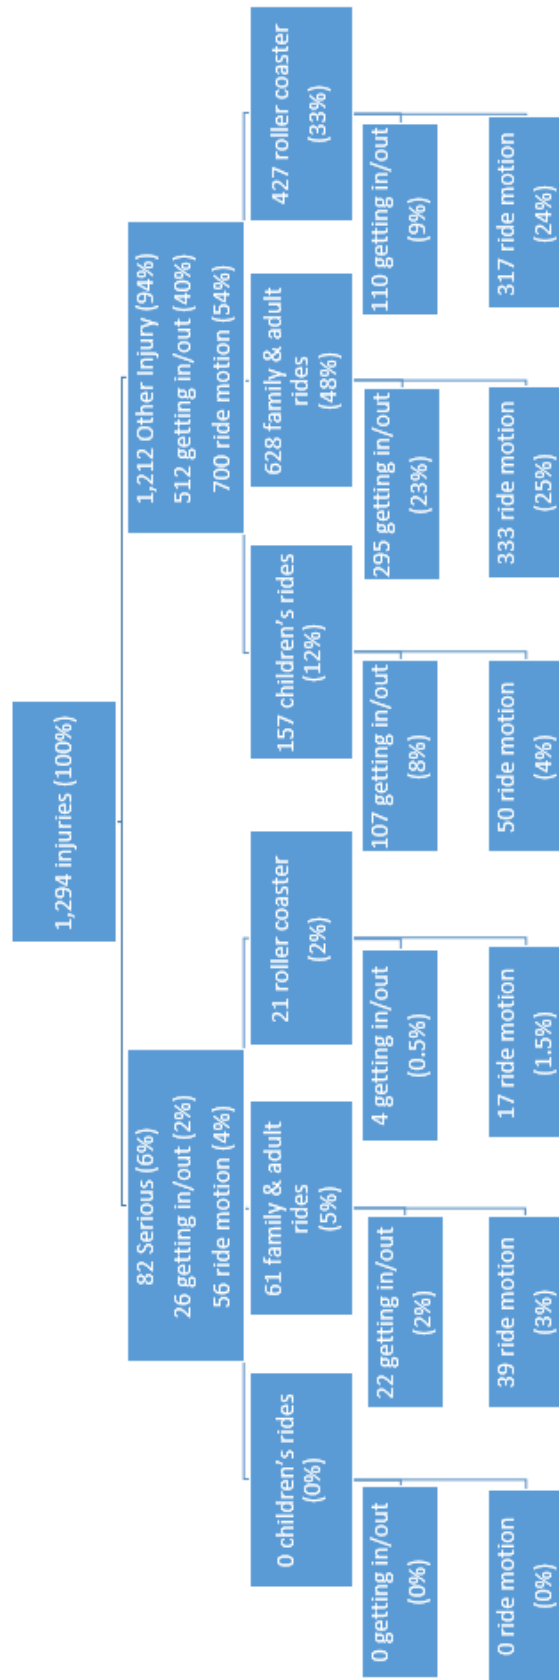 1,294 injuries (100%)
82 Serious (6%)
26 getting in/out (2%)
56 ride motion (4%)
1,212 Other Injury (94%)
512 getting in/out (40%)
700 ride motion (54%)
0 children's rides
(0%)
61 family & adult
rides
(5%)
21 roller coaster
(2%)
157 children's rides
(12%)
628 family & adult
rides
(48%)
427 roller coaster
(33%)
0 getting in/out
(0%)
22 getting in/out
(2%)
4 getting in/out
(0.5%)
107 getting in/out
(8%)
295 getting in/out
(23%)
110 getting in/out
(9%)
0 ride motion
(0%)
39 ride motion
(3%)
17 ride motion
(1.5%)
50 ride motion
(4%)
333 ride motion
(25%)
317 ride motion
(24%)